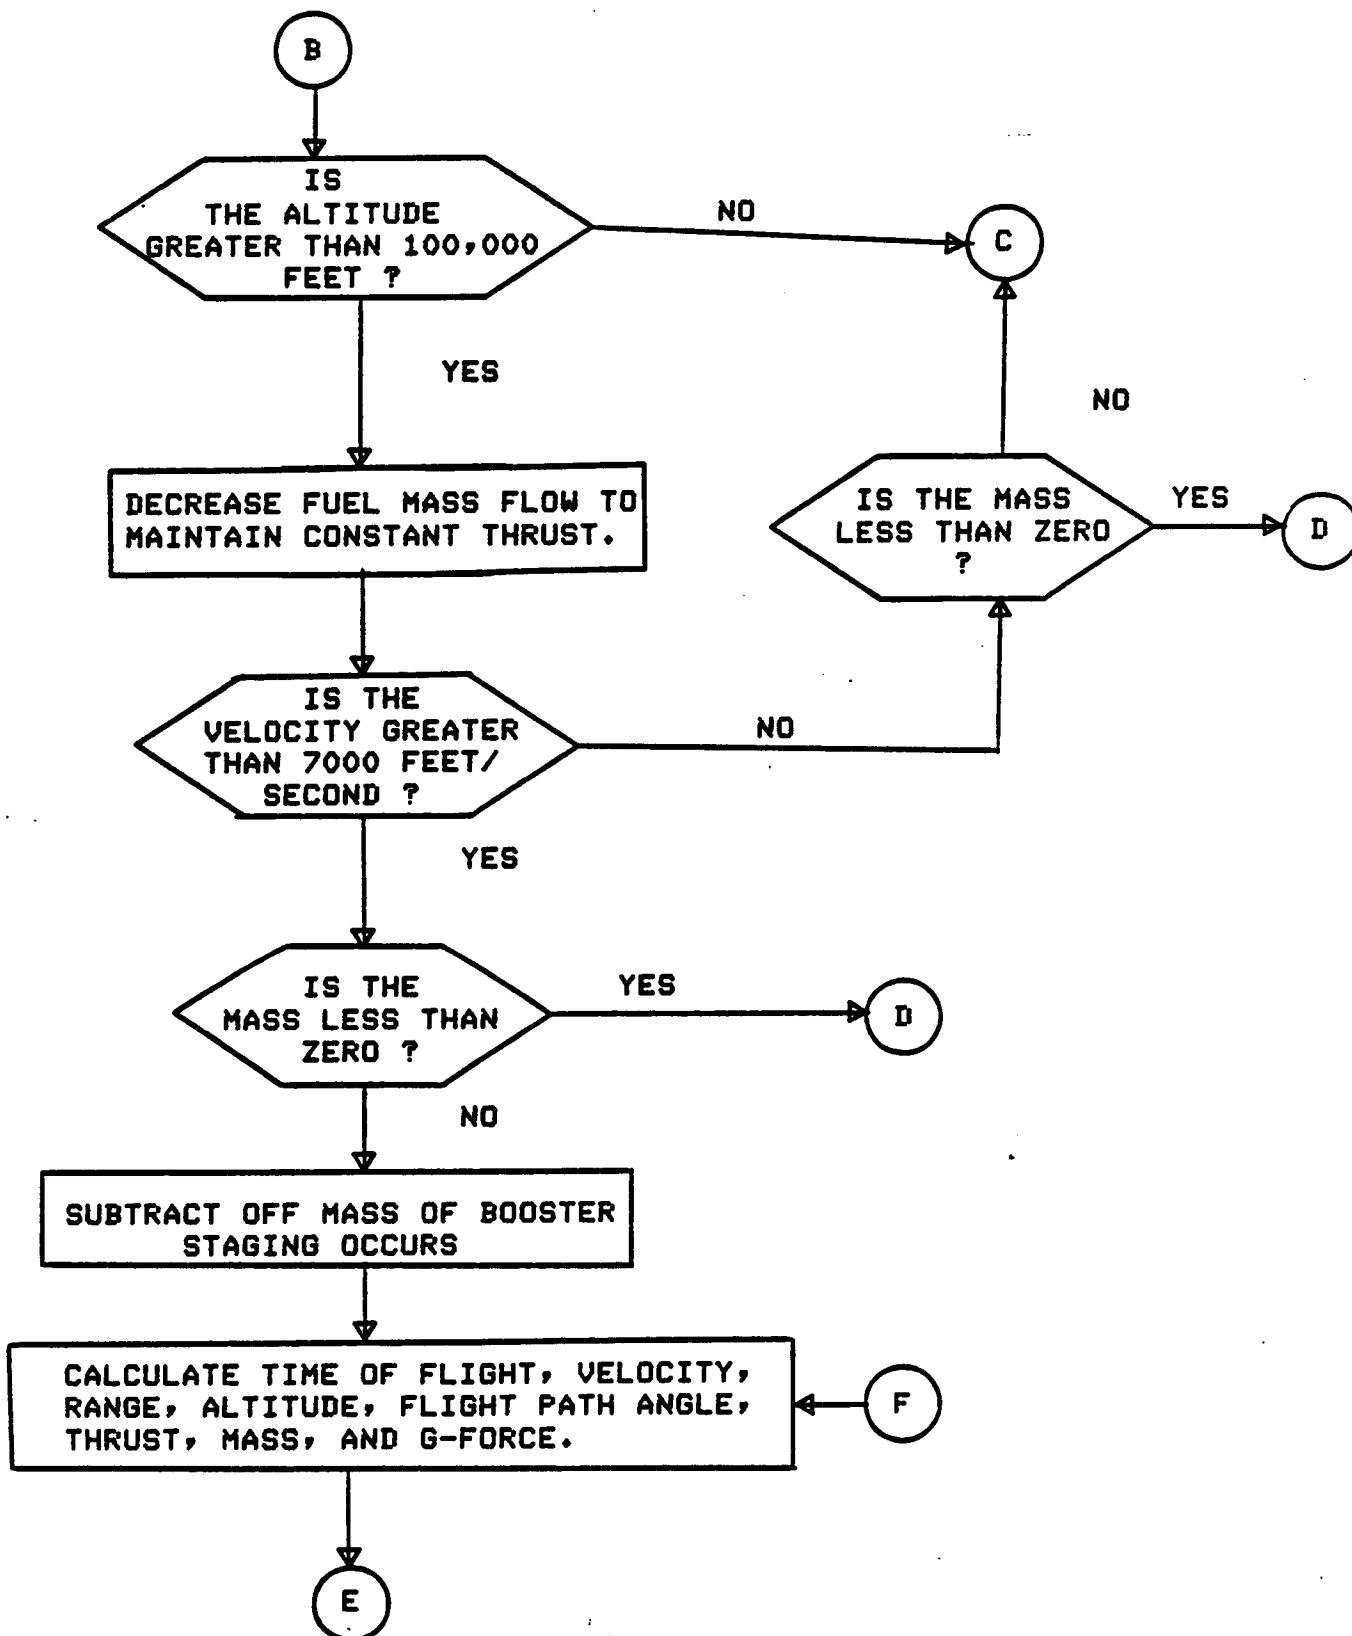 B
IS
THE ALTITUDE
GREATER THAN 100,000
FEET ?
NO
C
YES
NO
DECREASE FUEL MASS FLOW TO
MAINTAIN CONSTANT THRUST.
IS THE MASS
LESS THAN ZERO
?
YES
D
IS THE
VELOCITY GREATER
THAN 7000 FEET/
SECOND ?
NO
YES
IS THE
MASS LESS THAN
ZERO ?
YES
D
NO
SUBTRACT OFF MASS OF BOOSTER
STAGING OCCURS
CALCULATE TIME OF FLIGHT, VELOCITY,
RANGE, ALTITUDE, FLIGHT PATH ANGLE,
THRUST, MASS, AND G-FORCE.
F
E